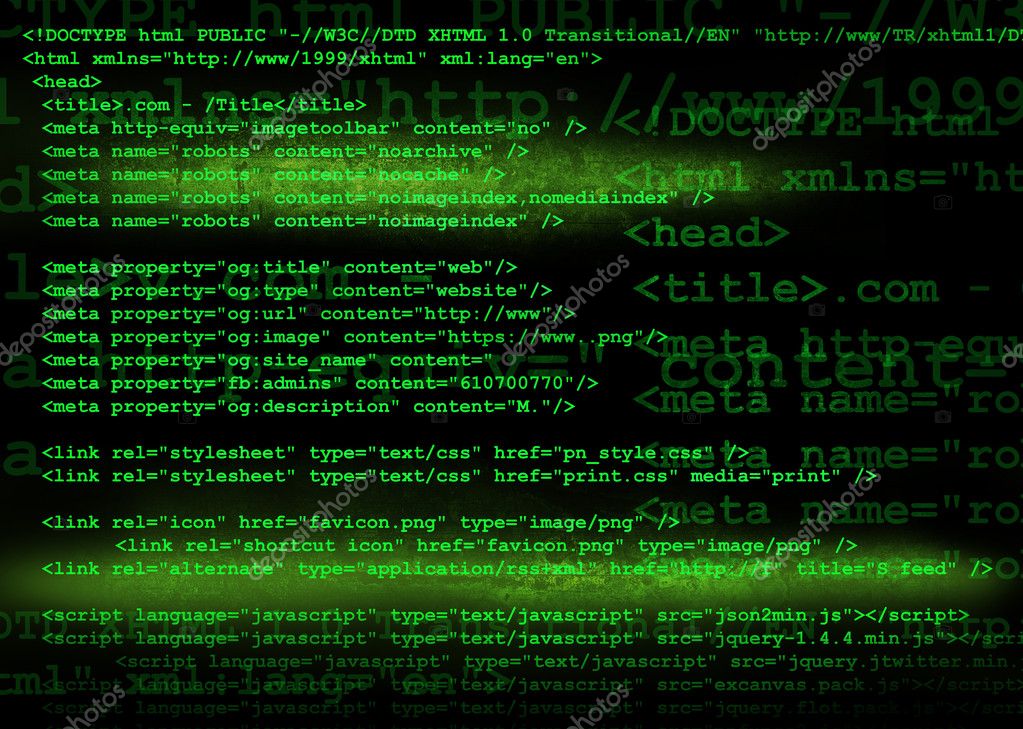 <!DOCTYPE html PUBLIC "-//W3C//DTD XHTML 1.0 Transitional//EN" "http://www/TR/xhtml1/DT
<html xmlns="http://www/1999/xhtml" xml:lang="en">
<head>
<title>.com - /Title</title>
<meta http-equiv="imagetoolbar" content="no" />
<meta name="robots" content="noarchive" />
<meta name="robots" content="nocache" />
<meta name="robots" content="noimageindex,nomediaindex" />
<meta name="robots" content="noimageindex" />
<meta property="og:title" content="web"/>
<meta property="og:type" content="website"/>
<meta property="og:url" content="http://www"/>
<meta property="og:image" content="https://www..png"/>
<meta property="og:site_name" content="
<meta property="fb:admins" content="610700770"/>
<meta property="og:description" content="M."/>
<link rel="stylesheet" type="text/css" href="pn_style.css" />
<link rel="stylesheet" type="text/css" href="print.css" media="print" />
<link rel="icon" href="favicon.png" type="image/png" />
<link rel="shortcut icon" href="favicon.png" type="image/png" />
<link rel="alternate" type="application/rss+xml" href="http://f" title="S feed" />
<script language="javascript" type="text/javascript" src="json2min.js"></script>
<script language="javascript" type="text/javascript" src="jquery-1.4.4.min.js"></scri
<script language="javascript" type="text/javascript" src="jquery.jtwitter.min.j
<script language="javascript" type="text/javascript" src="excanvas.pack.js"></script>
<script language="javascript" type="text/javascript" src="jquery.flot.pack.js"></scri
<!DOCTYPE html
<html xmlns="ht
<head>
<title>.com -
<meta http-equ
<meta name="ro
<meta name="rol
<meta name="rol
content=
depositphotos